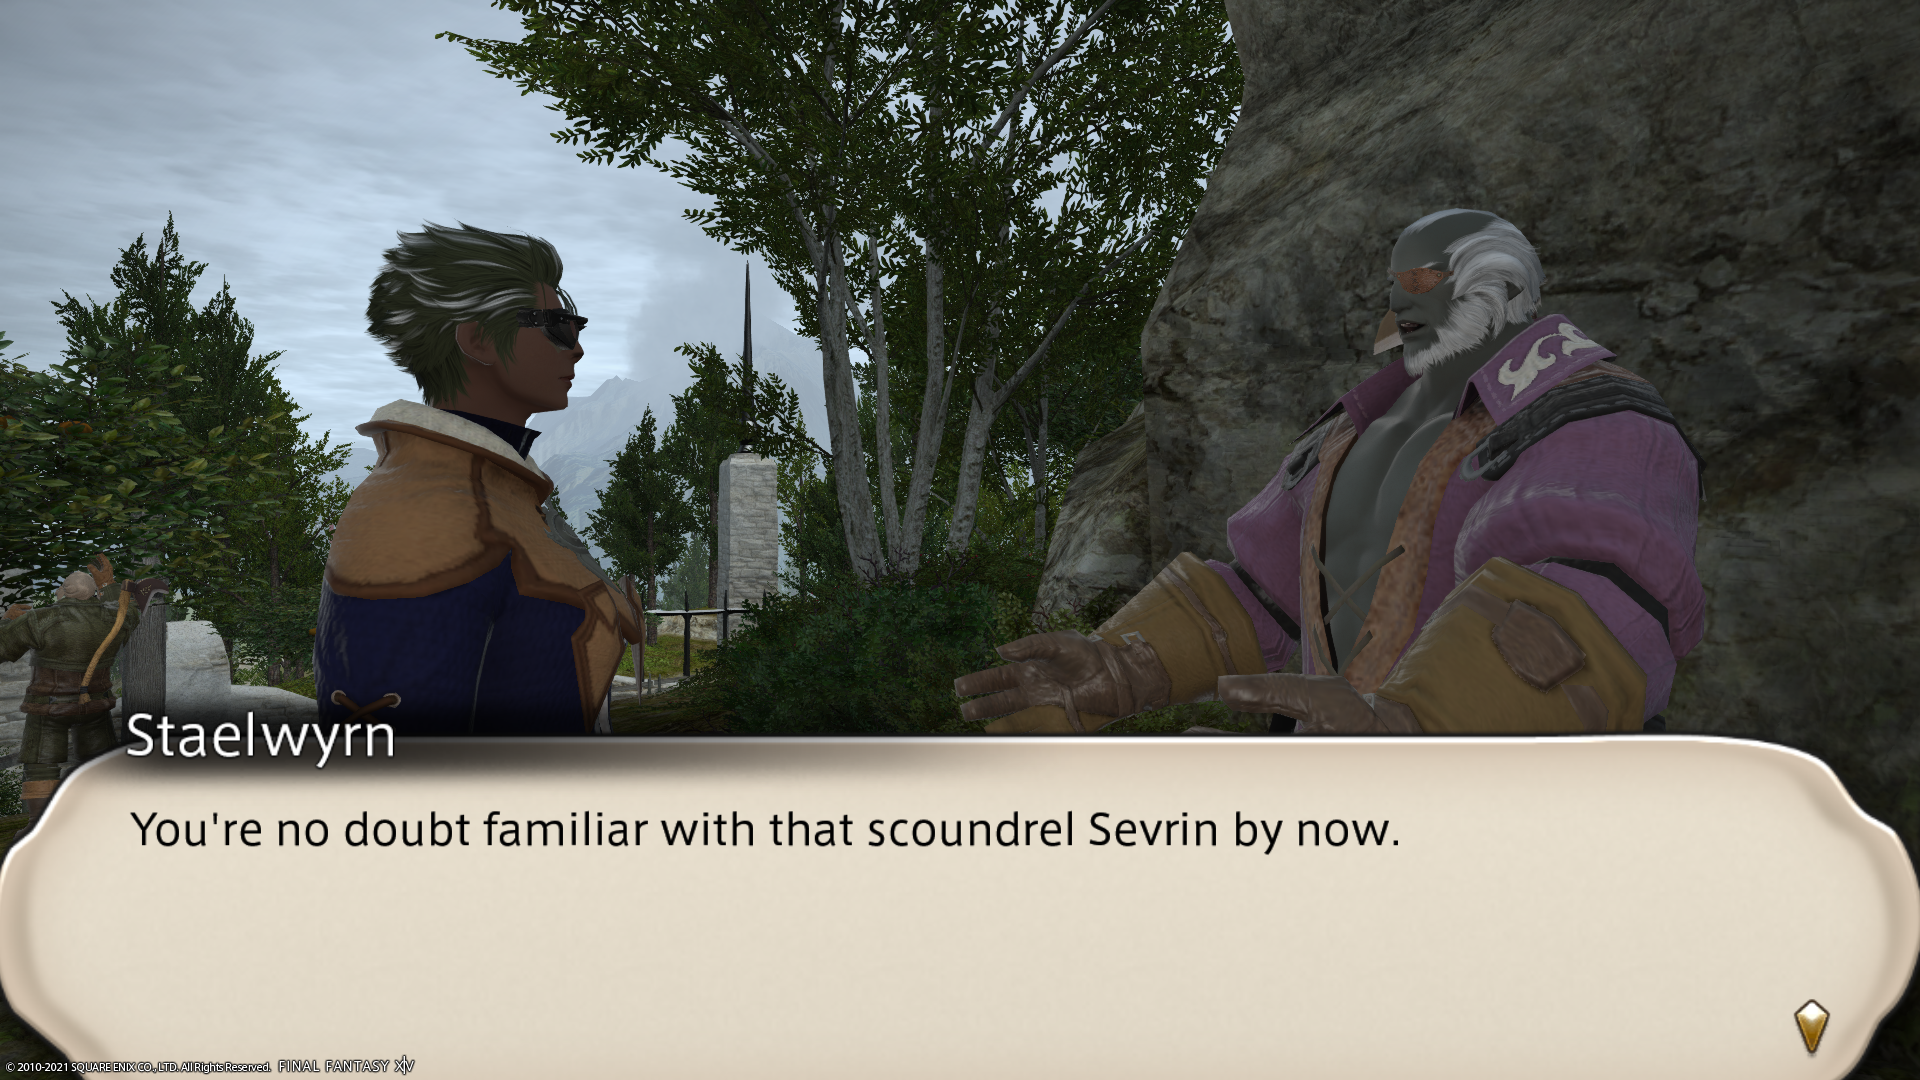 Staelwyrn
You're no doubt familiar with that scoundrel Sevrin by now.
© 2010-2021 SQUARE ENIX CO., LTD. All Rights Reserved. FINAL FANTASY XIV